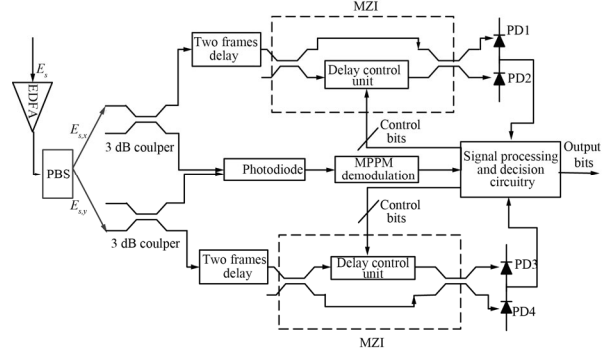 MZI
PD1
Two frames
delay
Delay control
unit
PD2
Es
EDFA
Es,x
3 dB coulper
Control
bits
PBS
Photodiode
MPPM
demodulation
Signal processing
and decision
circuitry
Output
bits
Es,y
3 dB coulper
Control
bits
Two frames
delay
Delay control
unit
PD3
PD4
MZI